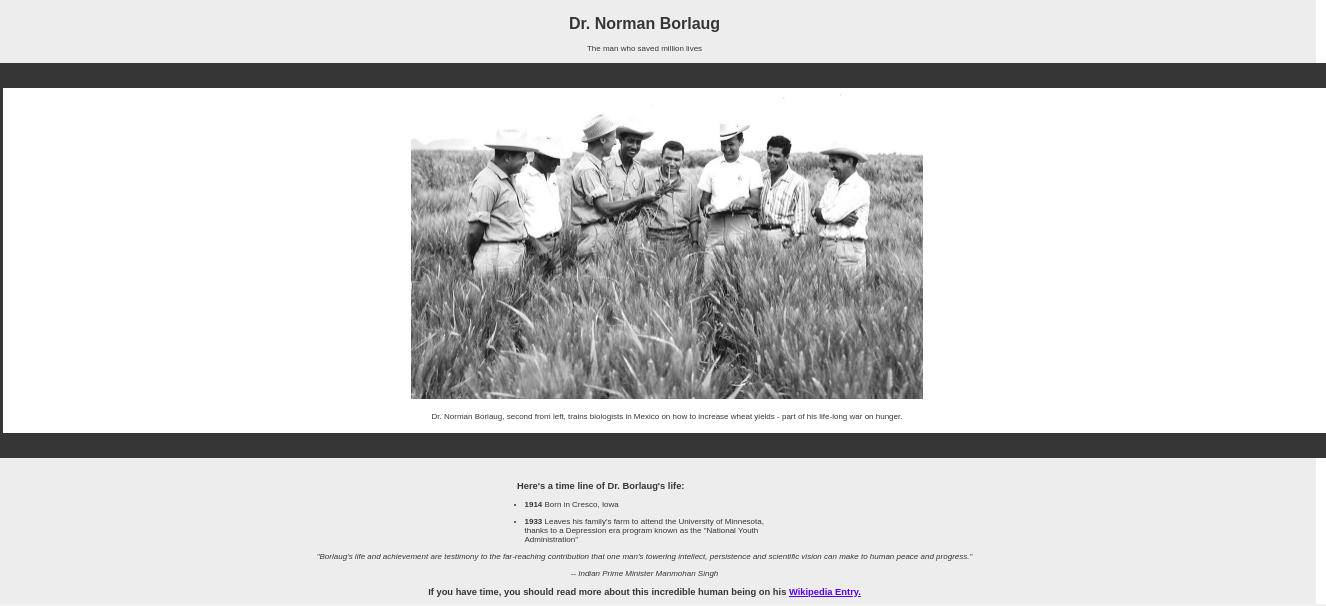 Dr. Norman Borlaug
The man who saved million lives
Dr. Norman Borlaug, second from left, trains biologists in Mexico on how to increase wheat yields - part of his life-long war on hunger.
Here's a time line of Dr. Borlaug's life:
• 1914 Born in Cresco, Iowa
• 1933 Leaves his family's farm to attend the University of Minnesota,
thanks to a Depression era program known as the "National Youth
Administration"
"Borlaug's life and achievement are testimony to the far-reaching contribution that one man's towering intellect, persistence and scientific vision can make to human peace and progress."
-- Indian Prime Minister Manmohan Singh
If you have time, you should read more about this incredible human being on his Wikipedia Entry.